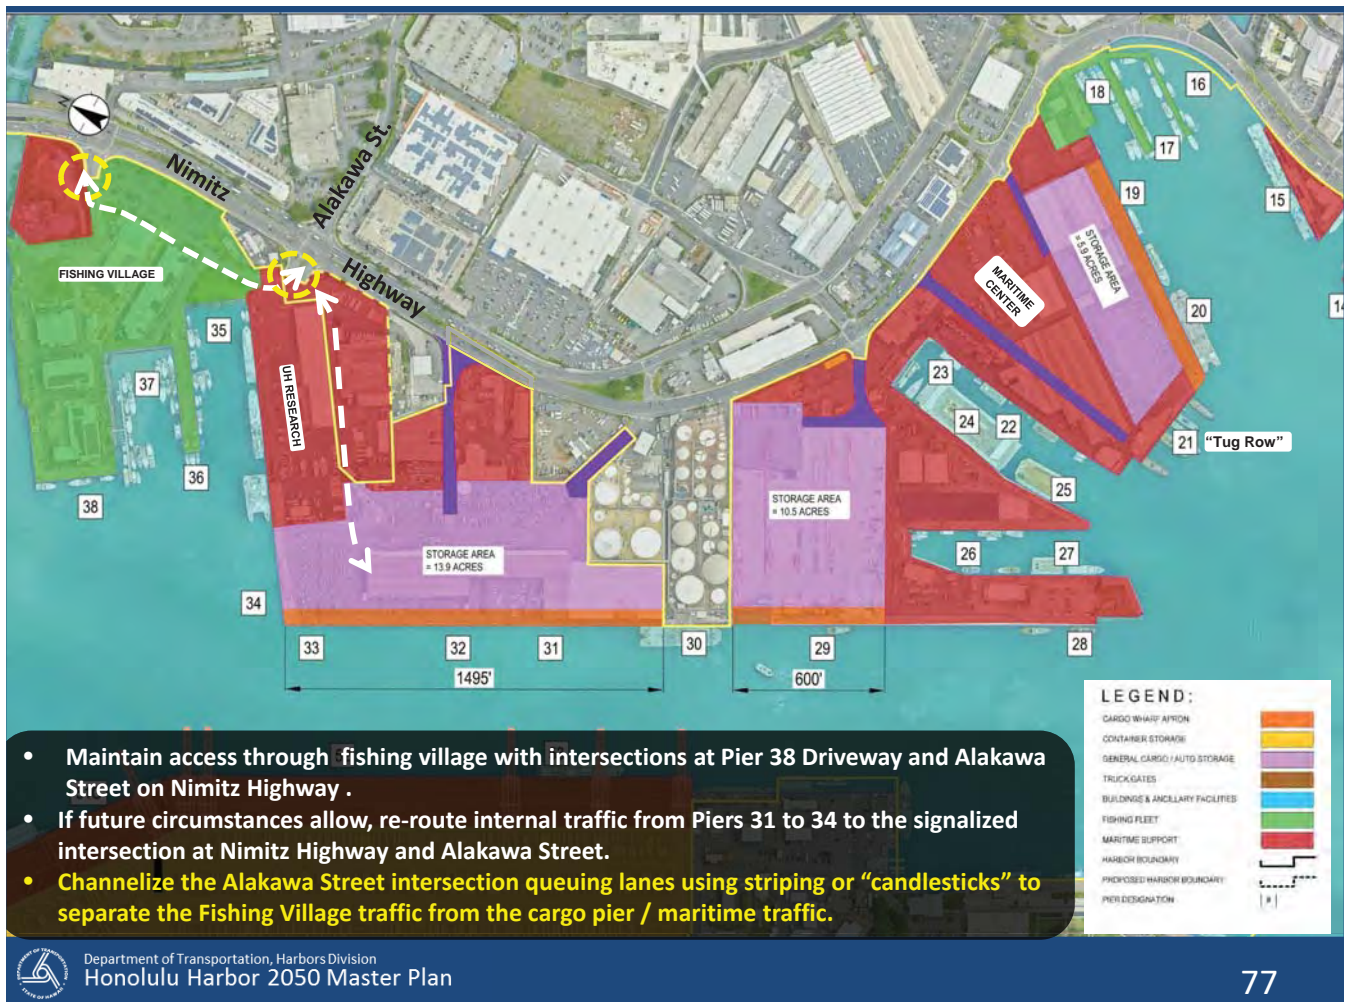 N
Nimitz
Alakawa St.
Highway
FISHING VILLAGE
UH RESEARCH
MARITIME
CENTER
STORAGE AREA
= 5.9 ACRES
STORAGE AREA
= 10.5 ACRES
STORAGE AREA
= 13.9 ACRES
18
16
17
15
14
19
20
21 "Tug Row"
23
24
22
25
26
27
28
29
30
31
32
33
34
35
37
36
38
1495'
600'
LEGEND:
CARGO WHARF APRON
CONTAINER STORAGE
GENERAL CARGO / AUTO STORAGE
TRUCK GATES
BUILDINGS & ANCILLARY FACILITIES
FISHING FLEET
MARITIME SUPPORT
HARBOR BOUNDARY
PROPOSED HARBOR BOUNDARY
PIER DESIGNATION
#
• Maintain access through fishing village with intersections at Pier 38 Driveway and Alakawa
Street on Nimitz Highway .
• If future circumstances allow, re-route internal traffic from Piers 31 to 34 to the signalized
intersection at Nimitz Highway and Alakawa Street.
• Channelize the Alakawa Street intersection queuing lanes using striping or “candlesticks” to
separate the Fishing Village traffic from the cargo pier / maritime traffic.
DEPARTMENT OF TRANSPORTATION
STATE OF HAWAII
Department of Transportation, Harbors Division
Honolulu Harbor 2050 Master Plan
77